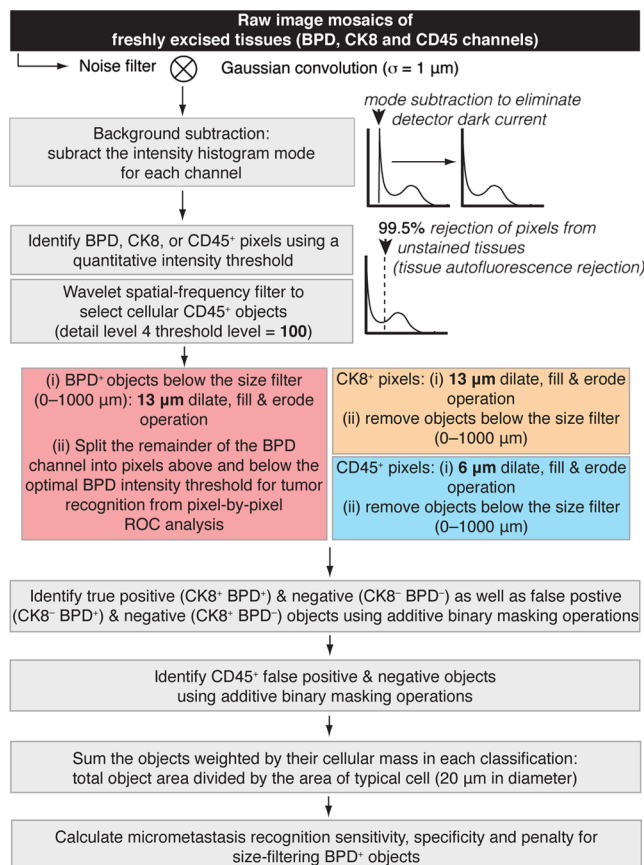 Raw image mosaics of
freshly excised tissues (BPD, CK8 and CD45 channels)
Noise filter
Gaussian convolution (σ = 1 µm)
mode subtraction to eliminate
detector dark current
Background subtraction:
subract the intensity histogram mode
for each channel
99.5% rejection of pixels from
unstained tissues
(tissue autofluorescence rejection)
Identify BPD, CK8, or CD45⁺ pixels using a
quantitative intensity threshold
Wavelet spatial-frequency filter to
select cellular CD45⁺ objects
(detail level 4 threshold level = 100)
(i) BPD⁺ objects below the size filter
(0–1000 µm): 13 µm dilate, fill & erode
operation
(ii) Split the remainder of the BPD
channel into pixels above and below the
optimal BPD intensity threshold for tumor
recognition from pixel-by-pixel
ROC analysis
CK8⁺ pixels: (i) 13 µm dilate, fill & erode
operation
(ii) remove objects below the size filter
(0–1000 µm)
CD45⁺ pixels: (i) 6 µm dilate, fill & erode
operation
(ii) remove objects below the size filter
(0–1000 µm)
Identify true positive (CK8⁺ BPD⁺) & negative (CK8⁻ BPD⁻) as well as false postive
(CK8⁻ BPD⁺) & negative (CK8⁺ BPD⁻) objects using additive binary masking operations
Identify CD45⁺ false positive & negative objects
using additive binary masking operations
Sum the objects weighted by their cellular mass in each classification:
total object area divided by the area of typical cell (20 µm in diameter)
Calculate micrometastasis recognition sensitivity, specificity and penalty for
size-filtering BPD⁺ objects